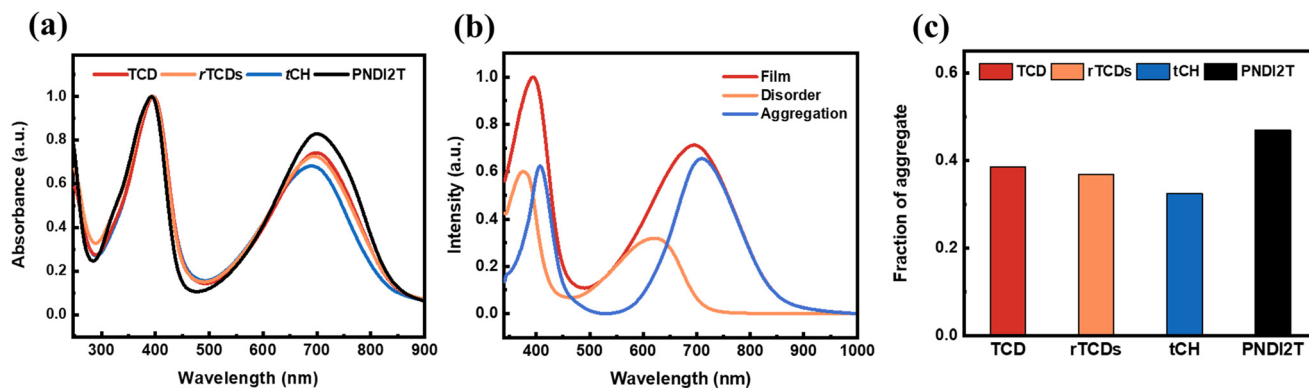 (a)
TCD rTCDs tCH PNDI2T
Absorbance (a.u.)
1.0
0.8
0.6
0.4
0.2
0.0
300 400 500 600 700 800 900
Wavelength (nm)
(b)
Film
Disorder
Aggregation
Intensity (a.u.)
1.0
0.8
0.6
0.4
0.2
0.0
400 500 600 700 800 900 1000
Wavelength (nm)
(c)
TCD rTCDs tCH PNDI2T
Fraction of aggregate
0.6
0.4
0.2
0.0
TCD rTCDs tCH PNDI2T